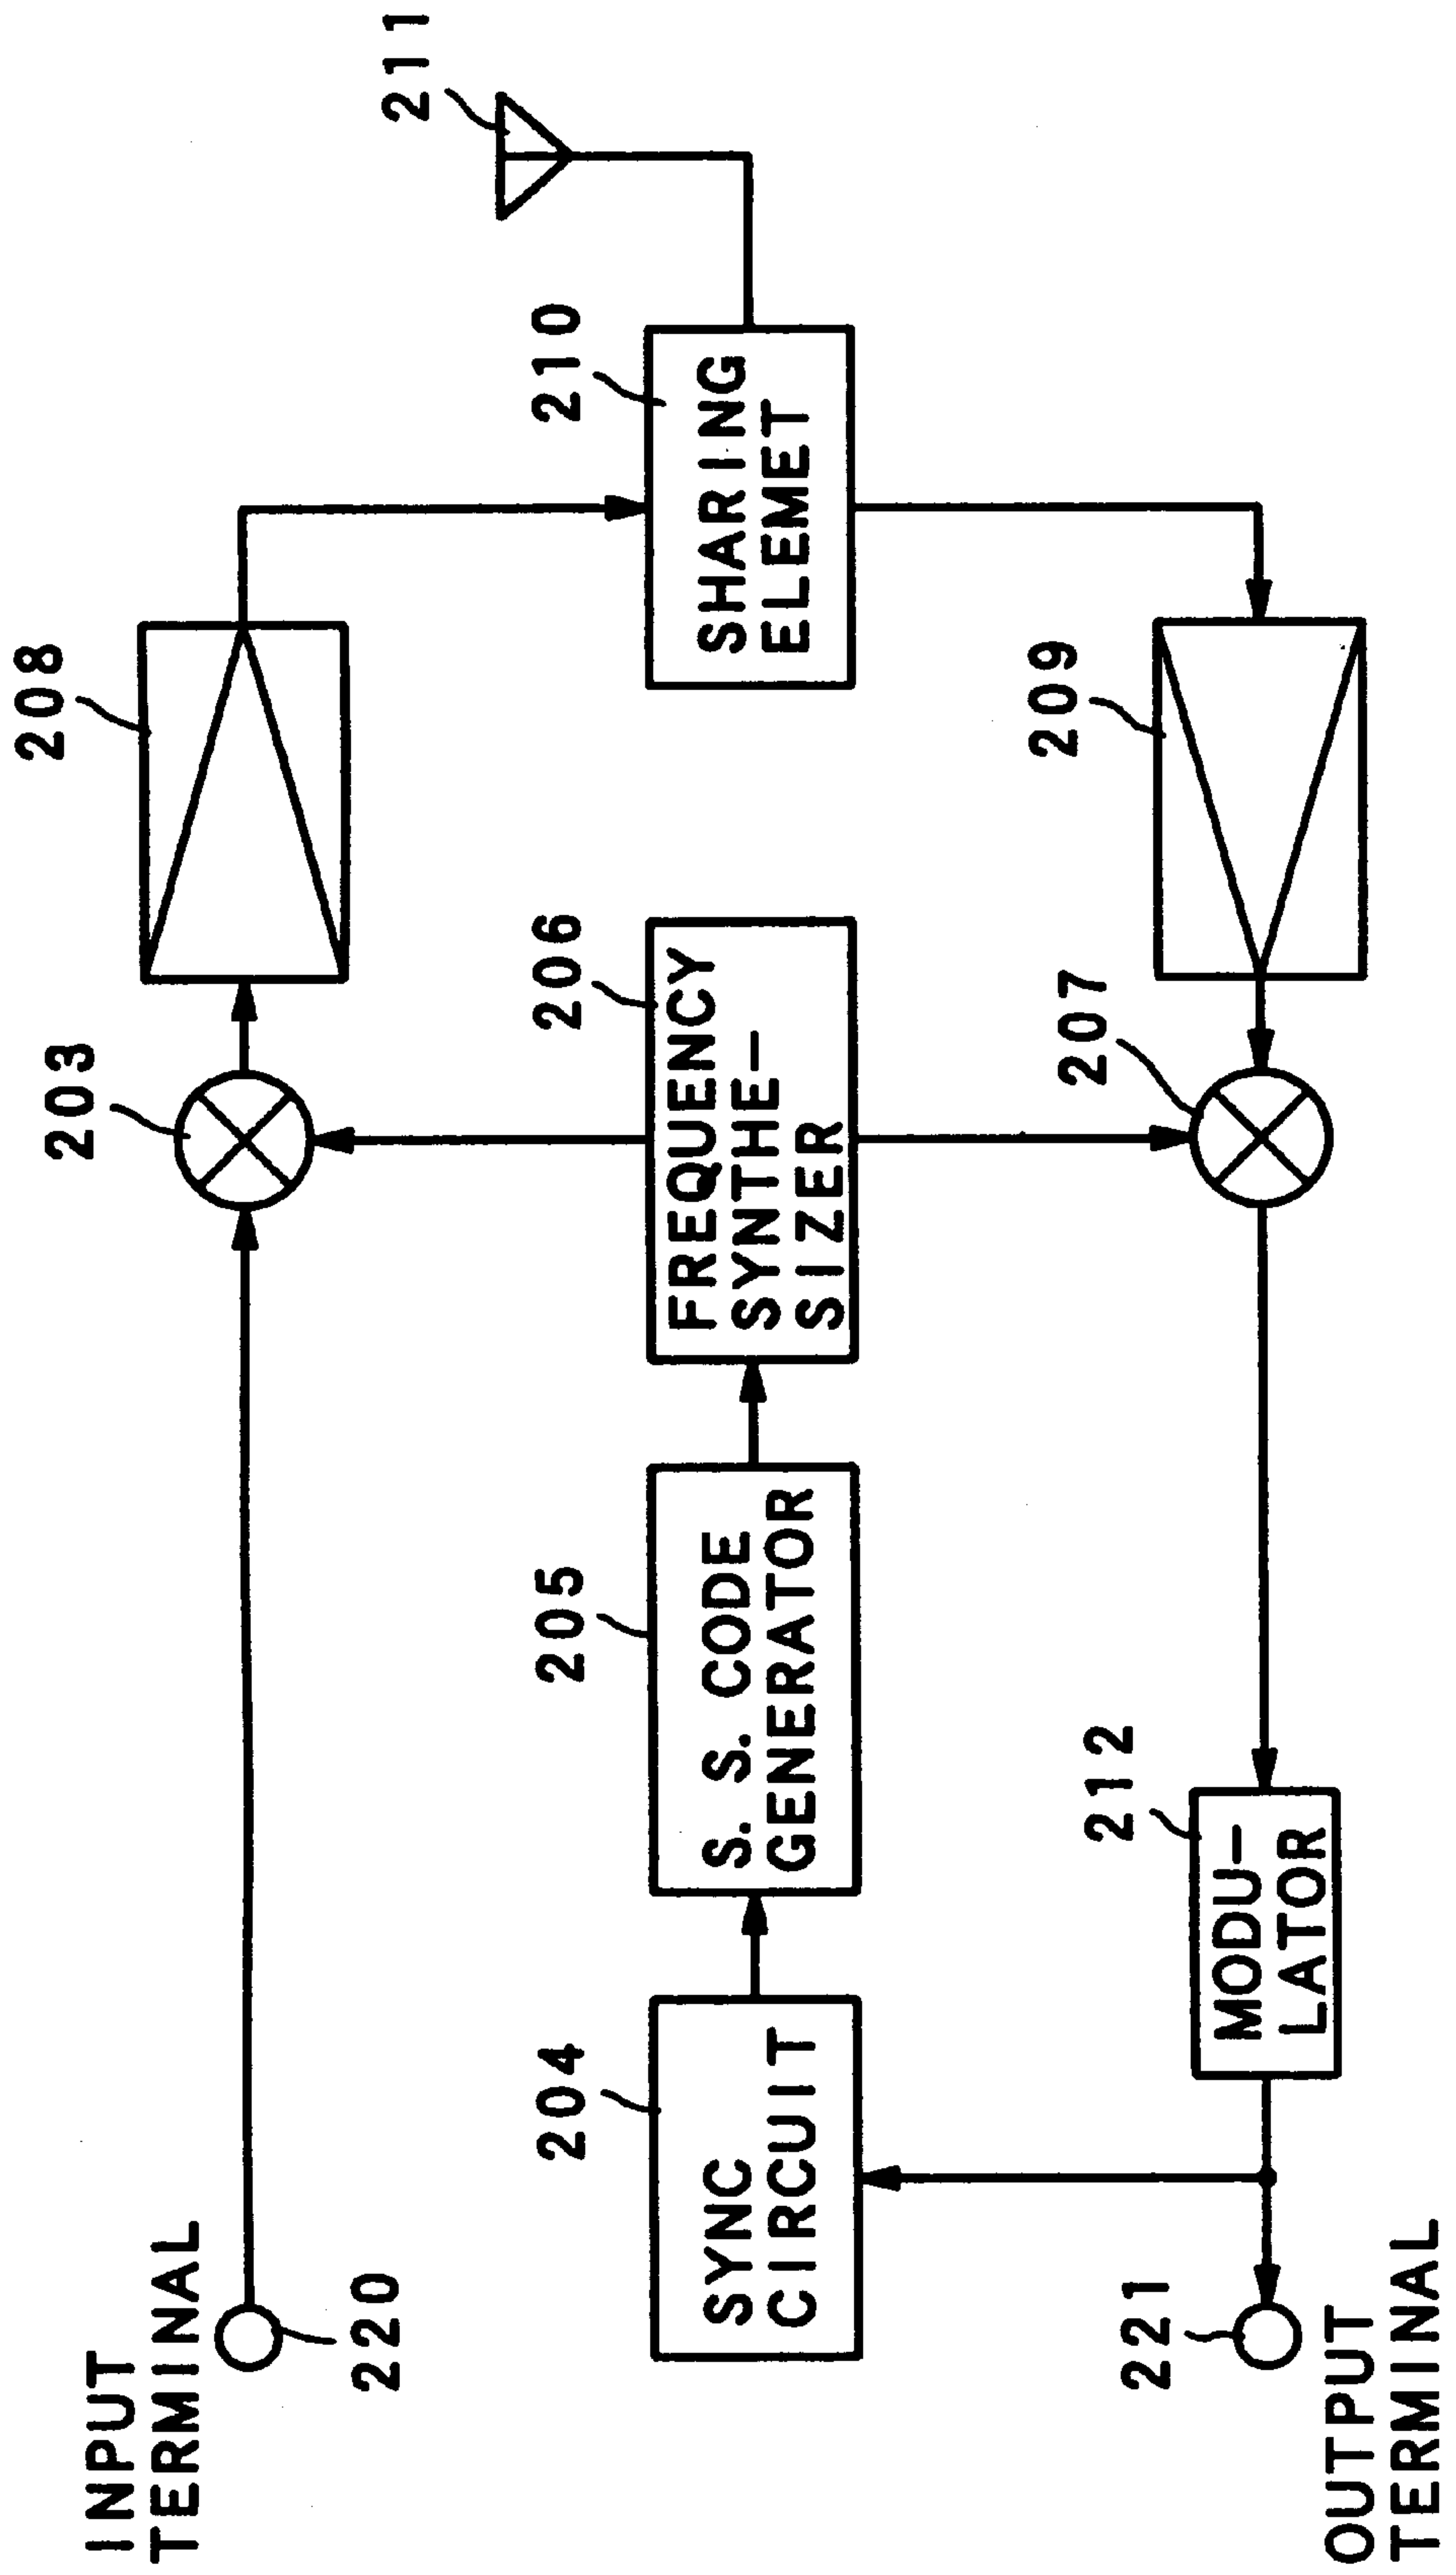 INPUT
TERMINAL
220
203
208
211
SYNC
CIRCUIT
204
S. S. CODE
GENERATOR
205
FREQUENCY
SYNTHE-
SIZER
206
SHARING
ELEMET
210
OUTPUT
TERMINAL
221
MODU-
LATOR
212
207
209